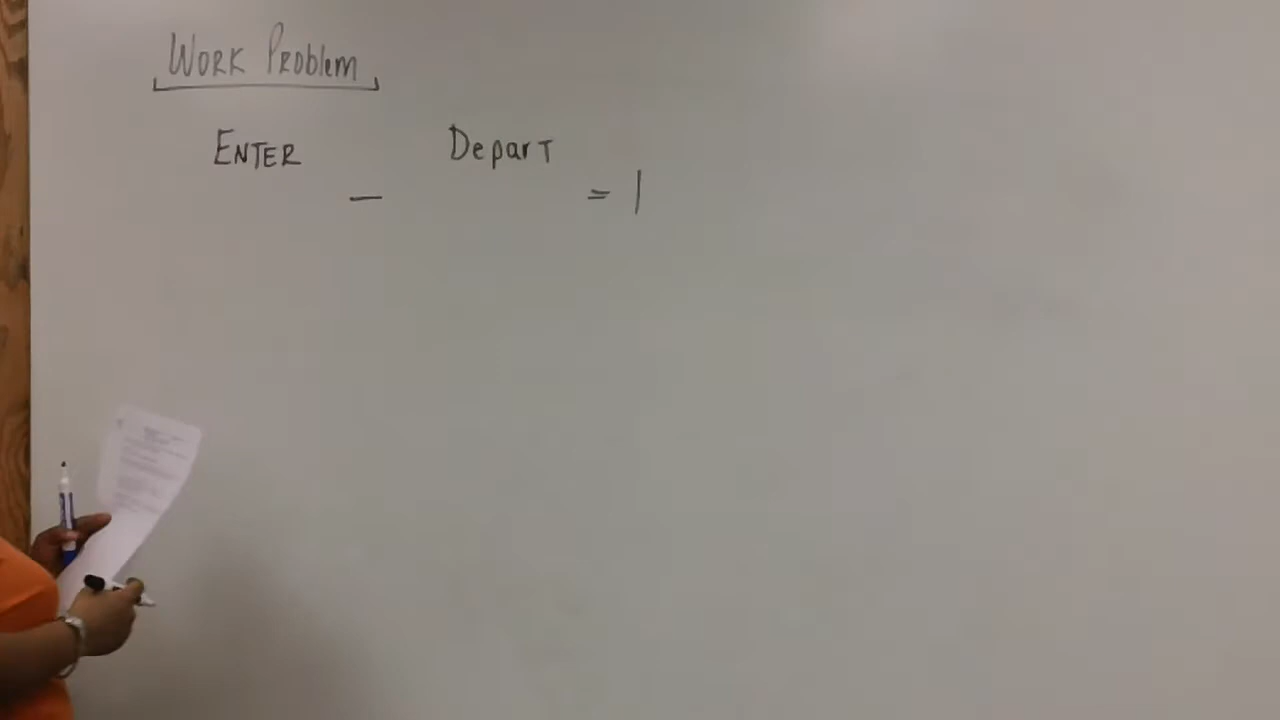 Work Problem
ENTER Depart
– = 1